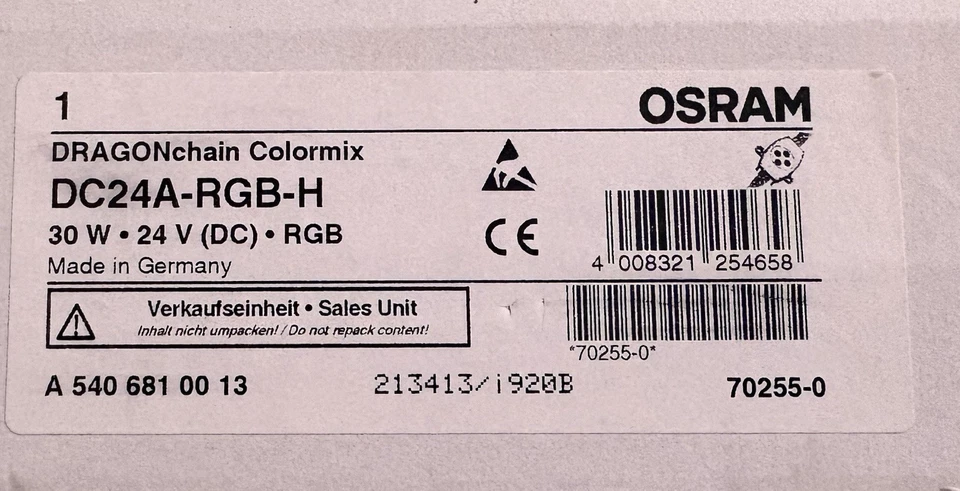 1
OSRAM
DRAGONchain Colormix
DC24A-RGB-H
30 W • 24 V (DC) • RGB
Made in Germany
CE
4 008321 254658
Verkaufseinheit • Sales Unit
Inhalt nicht umpacken! / Do not repack content!
*70255-0*
A 540 681 00 13
213413/i920B
70255-0